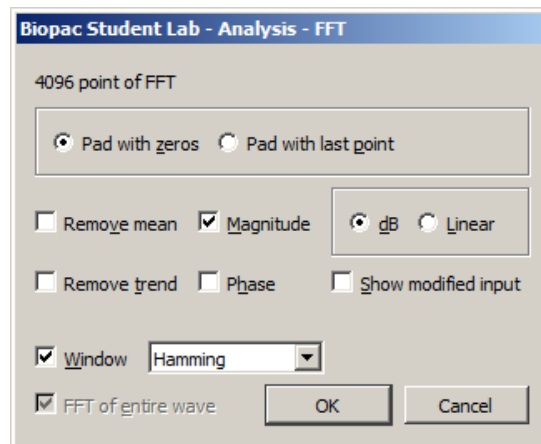 Biopac Student Lab - Analysis - FFT
4096 point of FFT
Pad with zeros Pad with last point
Remove mean Magnitude dB Linear
Remove trend Phase Show modified input
Window Hamming
FFT of entire wave OK Cancel